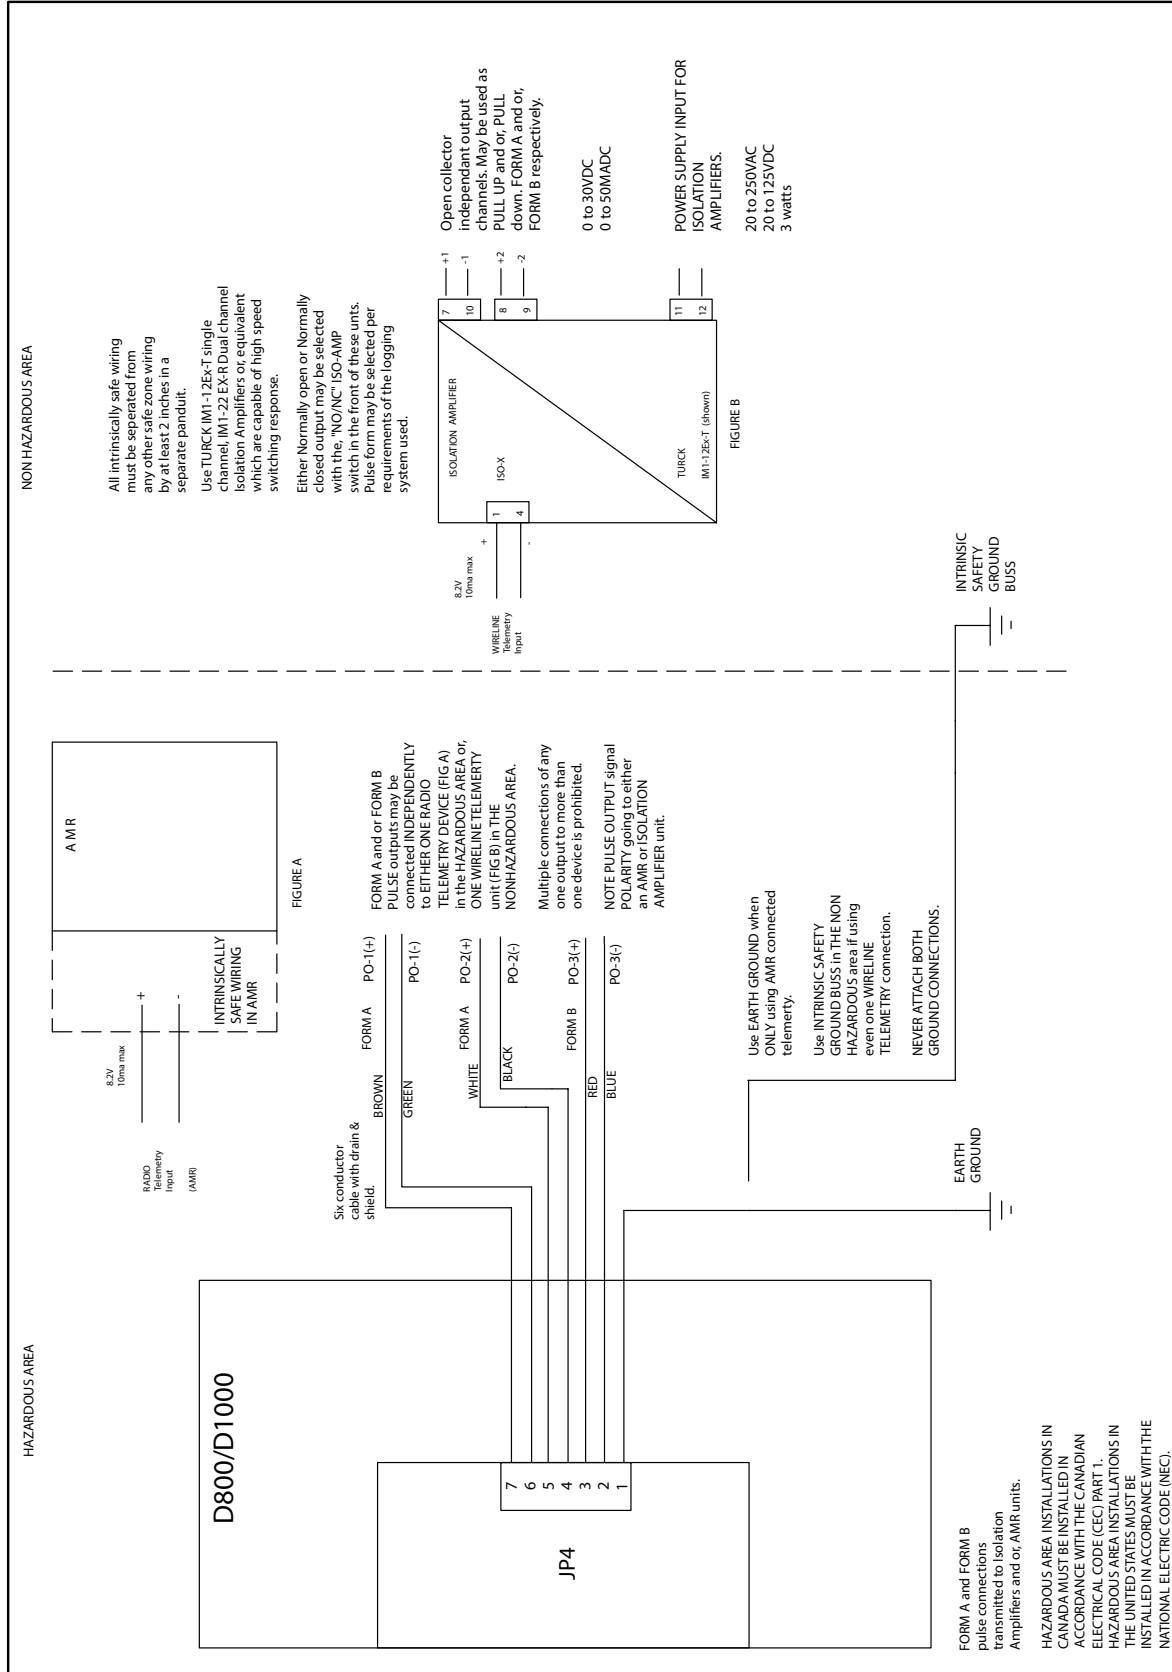 HAZARDOUS AREA
NON HAZARDOUS AREA
D800/D1000
JP4
7
6
5
4
3
2
1
FORM A and FORM B
pulse connections
transmitted to Isolation
Amplifiers and or, AMR units.
HAZARDOUS AREA INSTALLATIONS IN
CANADA MUST BE INSTALLED IN
ACCORDANCE WITH THE CANADIAN
ELECTRICAL CODE (CEC) PART 1.
HAZARDOUS AREA INSTALLATIONS IN
THE UNITED STATES MUST BE
INSTALLED IN ACCORDANCE WITH THE
NATIONAL ELECTRIC CODE (NEC).
RADIO
Telemetry
Input
(AMR)
8.2V
10ma max
+
-
INTRINSICALLY
SAFE WIRING
IN AMR
A M R
FIGURE A
Six conductor
cable with drain &
shield.
BROWN
GREEN
WHITE
BLACK
RED
BLUE
FORM A
PO-1(+)
PO-1(-)
FORM A
PO-2(+)
PO-2(-)
FORM B
PO-3(+)
PO-3(-)
FORM A and or FORM B
PULSE outputs may be
connected INDEPENDENTLY
to EITHER ONE RADIO
TELEMETRY DEVICE (FIG A)
in the HAZARDOUS AREA or,
ONE WIRELINE TELEMERTY
unit (FIG B) in THE
NONHAZARDOUS AREA.
Multiple connections of any
one output to more than
one device is prohibited.
NOTE PULSE OUTPUT signal
POLARITY going to either
an AMR or ISOLATION
AMPLIFIER unit.
Use EARTH GROUND when
ONLY using AMR connected
telemerty.
Use INTRINSIC SAFETY
GROUND BUSS in THE NON
HAZARDOUS area if using
even one WIRELINE
TELEMETRY connection.
NEVER ATTACH BOTH
GROUND CONNECTIONS.
EARTH
GROUND
INTRINSIC
SAFETY
GROUND
BUSS
All intrinsically safe wiring
must be seperated from
any other safe zone wiring
by at least 2 inches in a
separate panduit.
Use TURCK IM1-12Ex-T single
channel, IM1-22 EX-R Dual channel
Isolation Amplifiers or, equivalent
which are capable of high speed
switching response.
Either Normally open or Normally
closed output may be selected
with the, "NO/NC" ISO-AMP
switch in the front of these unts.
Pulse form may be selected per
requirements of the logging
system used.
WIRELINE
Telemetry
Input
8.2V
10ma max
+
-
1
4
ISOLATION AMPLIFIER
ISO-X
TURCK
IM1-12Ex-T (shown)
FIGURE B
7
10
8
9
11
12
+1
-1
+2
-2
Open collector
independant output
channels. May be used as
PULL UP and or, PULL
down. FORM A and or,
FORM B respectively.
0 to 30VDC
0 to 50MADC
POWER SUPPLY INPUT FOR
ISOLATION
AMPLIFIERS.
20 to 250VAC
20 to 125VDC
3 watts